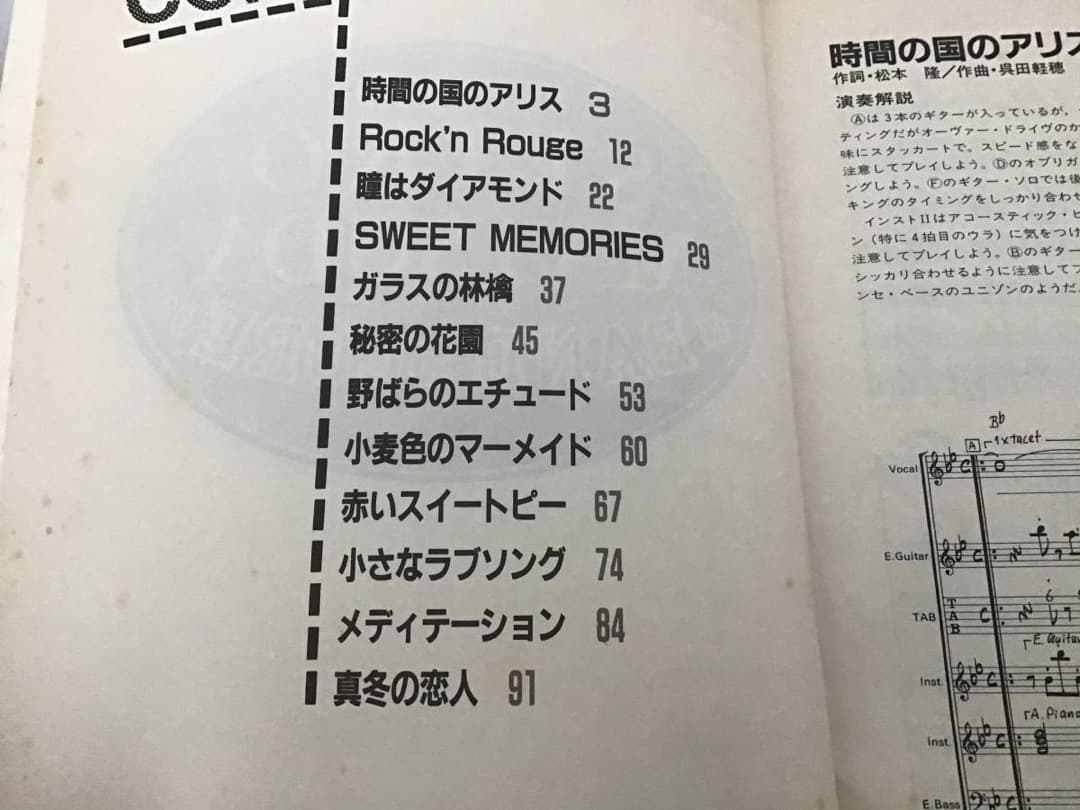 時間の国のアリス 3
Rock'n Rouge 12
瞳はダイアモンド 22
SWEET MEMORIES 29
ガラスの林檎 37
秘密の花園 45
野ばらのエチュード 53
小麦色のマーメイド 60
赤いスイートピー 67
小さなラブソング 74
メディテーション 84
真冬の恋人 91
時間の国のアリス
作詞・松本 隆／作曲・呉田軽穂
演奏解説
Ⓐは3本のギターが入っているが、
ティングだがオーヴァー・ドライヴのか
味にスタッカートで。スピード感をな
注意してプレイしよう。Ⓓのオブリガ
ングしよう。Ⓕのギター・ソロでは後
キングのタイミングをしっかり合わせ
インストIIはアコースティック・ピ
ン（特に4拍目のウラ）に気をつけ
注意してプレイしよう。Ⓑのギター
シッカリ合わせるように注意してプ
ンセ・ベースのユニゾンのようだ。
Bb
A 1xtacet
Vocal
E.Guitar
TAB
T
A
B
E.Guitar
Inst.
A.Piano
Inst.
E.Bass